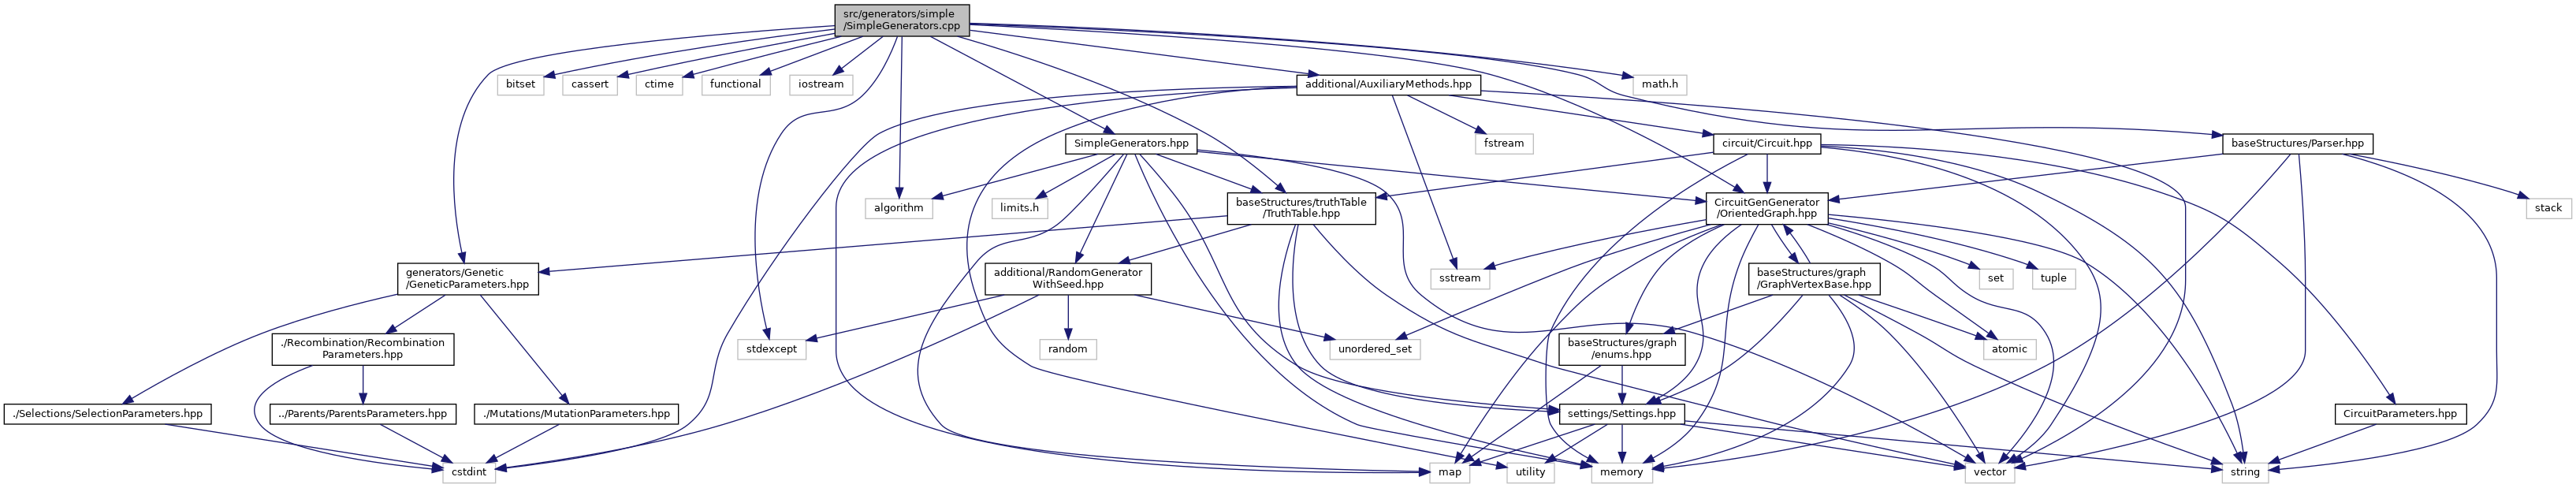 src/generators/simple
/SimpleGenerators.cpp
bitset
cassert
ctime
functional
iostream
additional/AuxiliaryMethods.hpp
math.h
SimpleGenerators.hpp
fstream
circuit/Circuit.hpp
baseStructures/Parser.hpp
algorithm
limits.h
baseStructures/truthTable
/TruthTable.hpp
CircuitGenGenerator
/OrientedGraph.hpp
stack
generators/Genetic
/GeneticParameters.hpp
additional/RandomGenerator
WithSeed.hpp
sstream
baseStructures/graph
/GraphVertexBase.hpp
set
tuple
./Recombination/Recombination
Parameters.hpp
stdexcept
random
unordered_set
baseStructures/graph
/enums.hpp
atomic
./Selections/SelectionParameters.hpp
../Parents/ParentsParameters.hpp
./Mutations/MutationParameters.hpp
settings/Settings.hpp
CircuitParameters.hpp
cstdint
map
utility
memory
vector
string